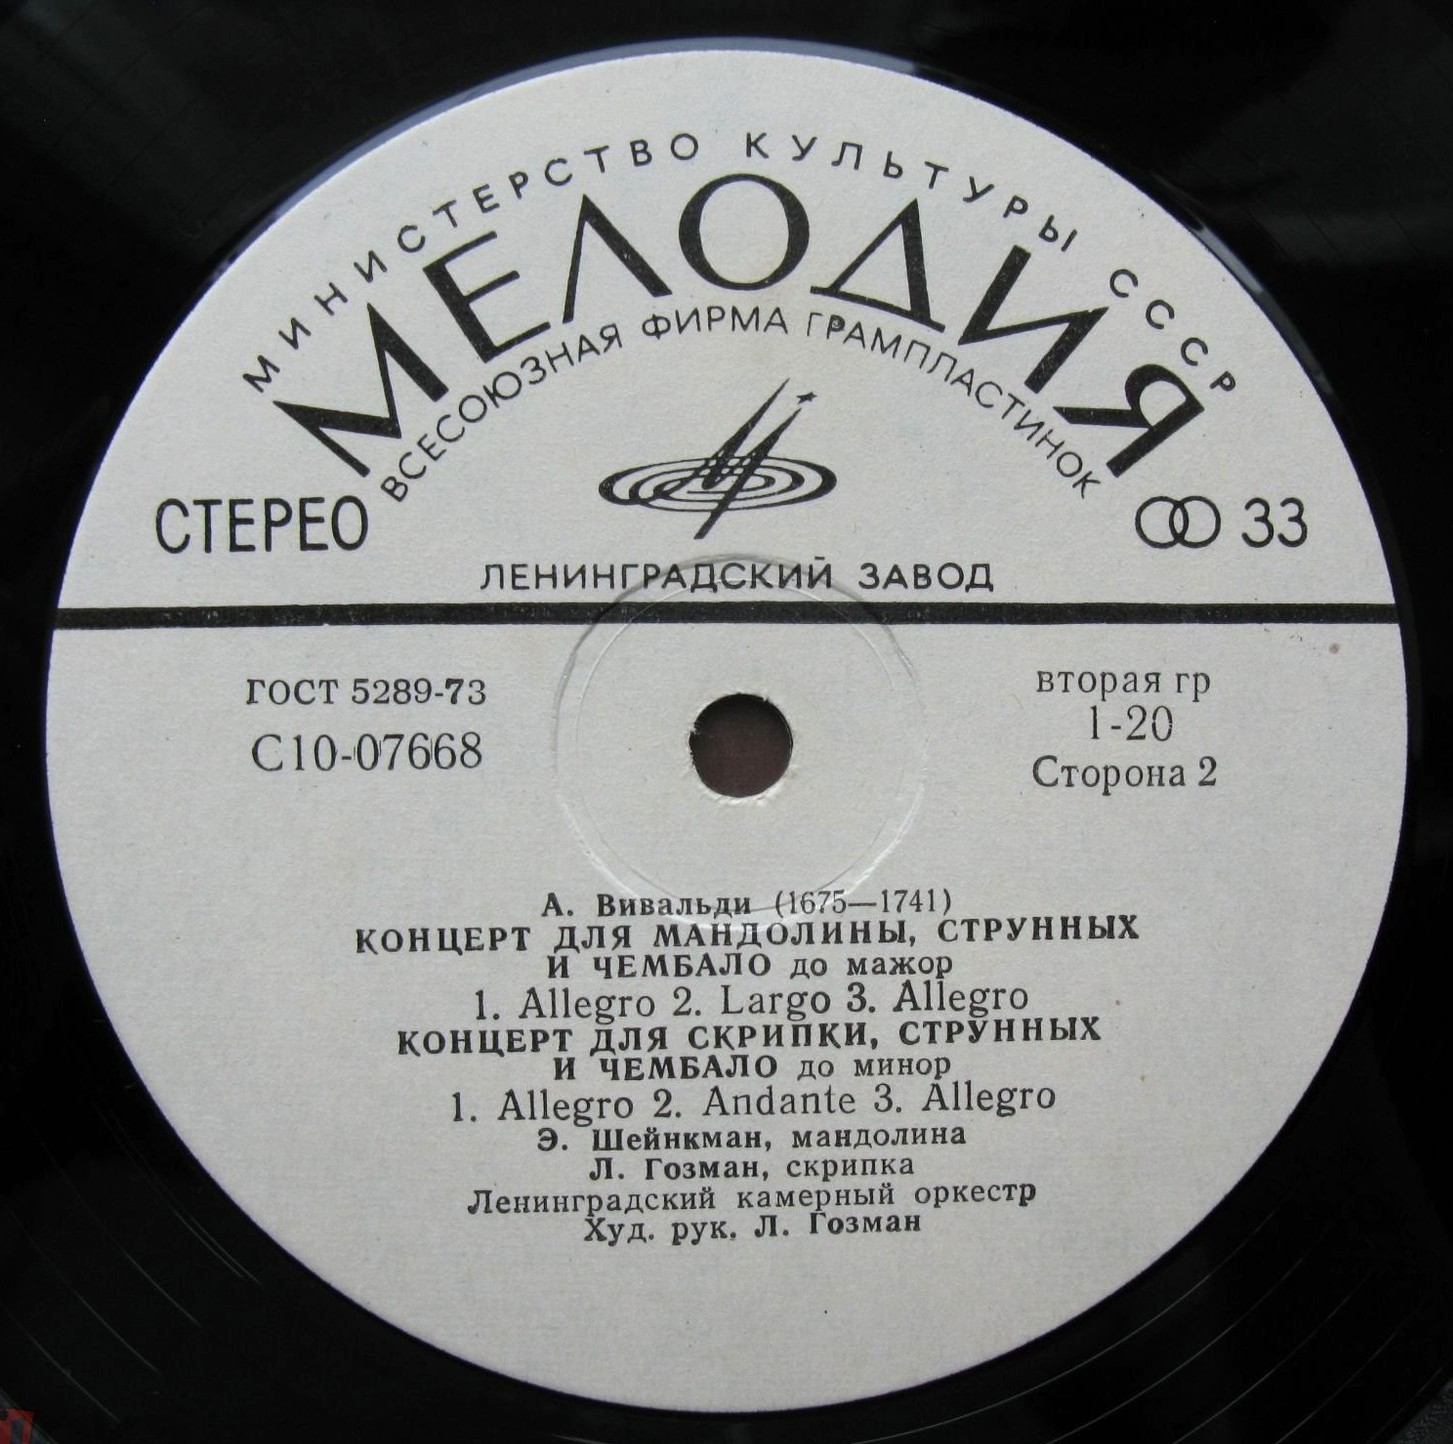 МИНИСТЕРСТВО КУЛЬТУРЫ СССР
МЕЛОДИЯ
ВСЕСОЮЗНАЯ ФИРМА ГРАМПЛАСТИНОК
СТЕРЕО
33
ЛЕНИНГРАДСКИЙ ЗАВОД
ГОСТ 5289-73
С10-07668
вторая гр
1-20
Сторона 2
А. Вивальди (1675—1741)
КОНЦЕРТ ДЛЯ МАНДОЛИНЫ, СТРУННЫХ
И ЧЕМБАЛО до мажор
1. Allegro 2. Largo 3. Allegro
КОНЦЕРТ ДЛЯ СКРИПКИ, СТРУННЫХ
И ЧЕМБАЛО до минор
1. Allegro 2. Andante 3. Allegro
Э. Шейнкман, мандолина
Л. Гозман, скрипка
Ленинградский камерный оркестр
Худ. рук. Л. Гозман